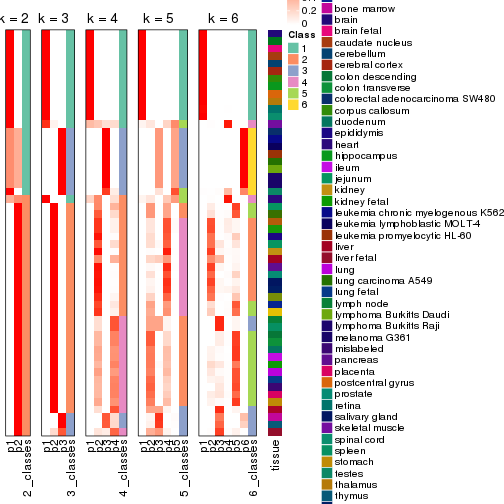 k = 2
k = 3
k = 4
k = 5
k = 6
0.2
0
Class
1
2
3
4
5
6
bone marrow
brain
brain fetal
caudate nucleus
cerebellum
cerebral cortex
colon descending
colon transverse
colorectal adenocarcinoma SW480
corpus callosum
duodenum
epididymis
heart
hippocampus
ileum
jejunum
kidney
kidney fetal
leukemia chronic myelogenous K562
leukemia lymphoblastic MOLT-4
leukemia promyelocytic HL-60
liver
liver fetal
lung
lung carcinoma A549
lung fetal
lymph node
lymphoma Burkitts Daudi
lymphoma Burkitts Raji
melanoma G361
mislabeled
pancreas
placenta
postcentral gyrus
prostate
retina
salivary gland
skeletal muscle
spinal cord
spleen
stomach
testes
thalamus
thymus
p1
p2
2_classes
p1
p2
p3
3_classes
p1
p2
p3
p4
4_classes
p1
p2
p3
p4
p5
5_classes
p1
p2
p3
p4
p5
p6
6_classes
tissue